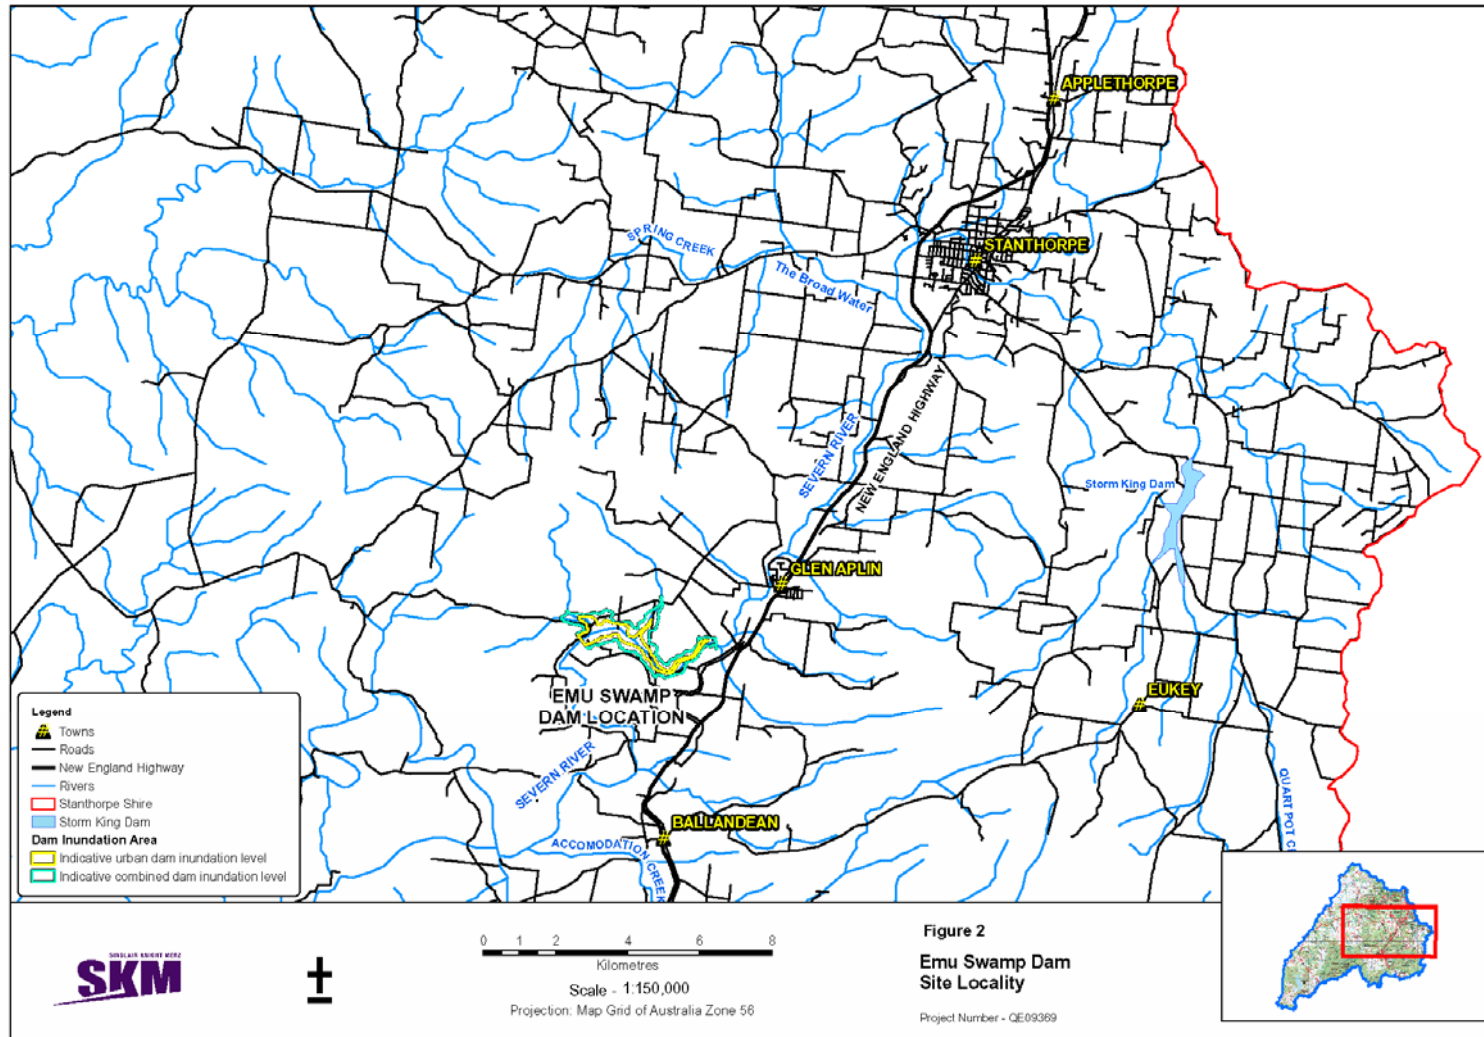 APPLETHORPE
STANTHORPE
SPRING CREEK
The Broad Water
SEVERN RIVER
NEW ENGLAND HIGHWAY
Storm King Dam
GLEN APLIN
EMU SWAMP
DAM LOCATION
EUKEY
SEVERN RIVER
QUART POT C
BALLANDEAN
ACCOMODATION CREEK
Legend
Towns
Roads
New England Highway
Rivers
Stanthorpe Shire
Storm King Dam
Dam Inundation Area
Indicative urban dam inundation level
Indicative combined dam inundation level
SINCLAIR KNIGHT MERZ
SKM
0 1 2 4 6 8
Kilometres
Scale - 1:150,000
Projection: Map Grid of Australia Zone 56
Figure 2
Emu Swamp Dam
Site Locality
Project Number - QE09369